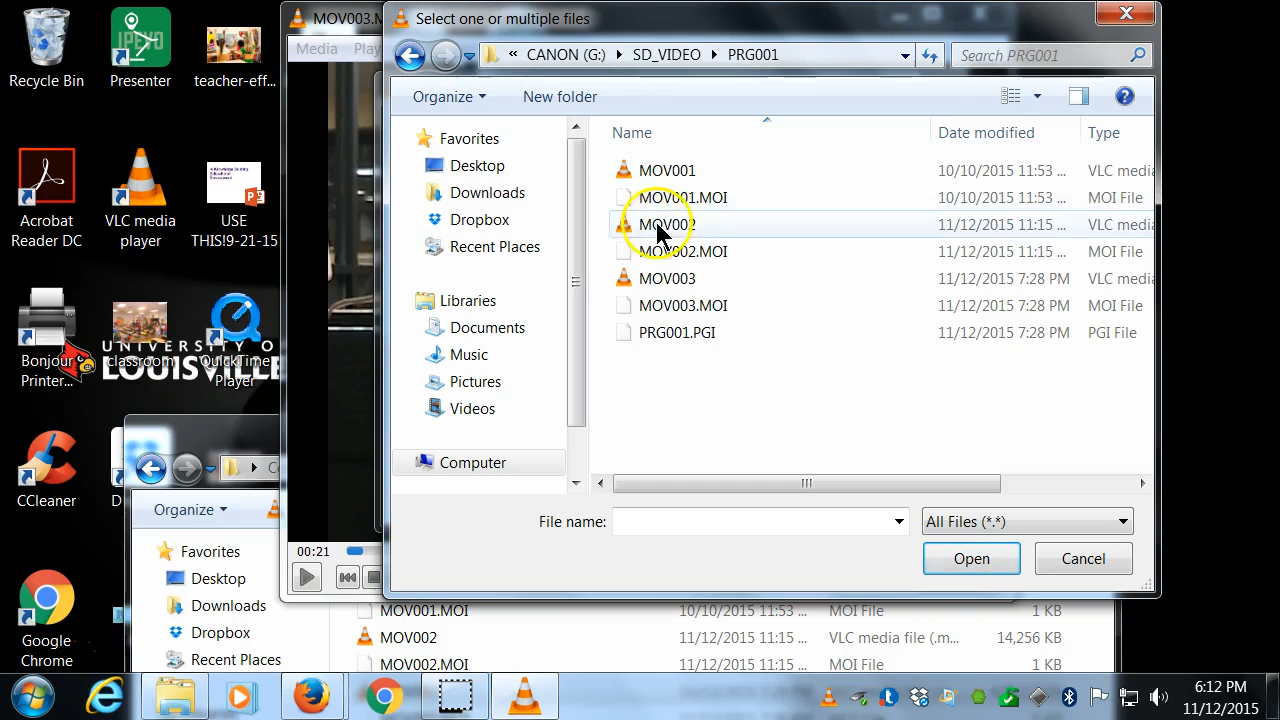 Recycle Bin
Presenter
teacher-eff...
Acrobat
Reader DC
VLC media
player
USE
THIS!9-21-15
Bonjour
Printer...
classroom
QuickTime
Player
UNIVERSITY OF
LOUISVILLE
CCleaner
D
Google
Chrome
MOV003.M
Media Play
00:21
Select one or multiple files
« CANON (G:) SD_VIDEO PRG001
Search PRG001
Organize New folder
Favorites
Desktop
Downloads
Dropbox
Recent Places
Libraries
Documents
Music
Pictures
Videos
Computer
Name Date modified Type
MOV001 10/10/2015 11:53 ... VLC media
MOV001.MOI 10/10/2015 11:53 ... MOI File
MOV002 11/12/2015 11:15 ... VLC media
MOV002.MOI 11/12/2015 11:15 ... MOI File
MOV003 11/12/2015 7:28 PM VLC media
MOV003.MOI 11/12/2015 7:28 PM MOI File
PRG001.PGI 11/12/2015 7:28 PM PGI File
File name: All Files (*.*)
Open Cancel
Organize
Favorites
Desktop
Downloads
Dropbox
Recent Places
MOV001.MOI 10/10/2015 11:53 ... MOI File 1 KB
MOV002 11/12/2015 11:15 ... VLC media file (.m... 14,256 KB
MOV002.MOI 11/12/2015 11:15 ... MOI File 1 KB
6:12 PM
11/12/2015